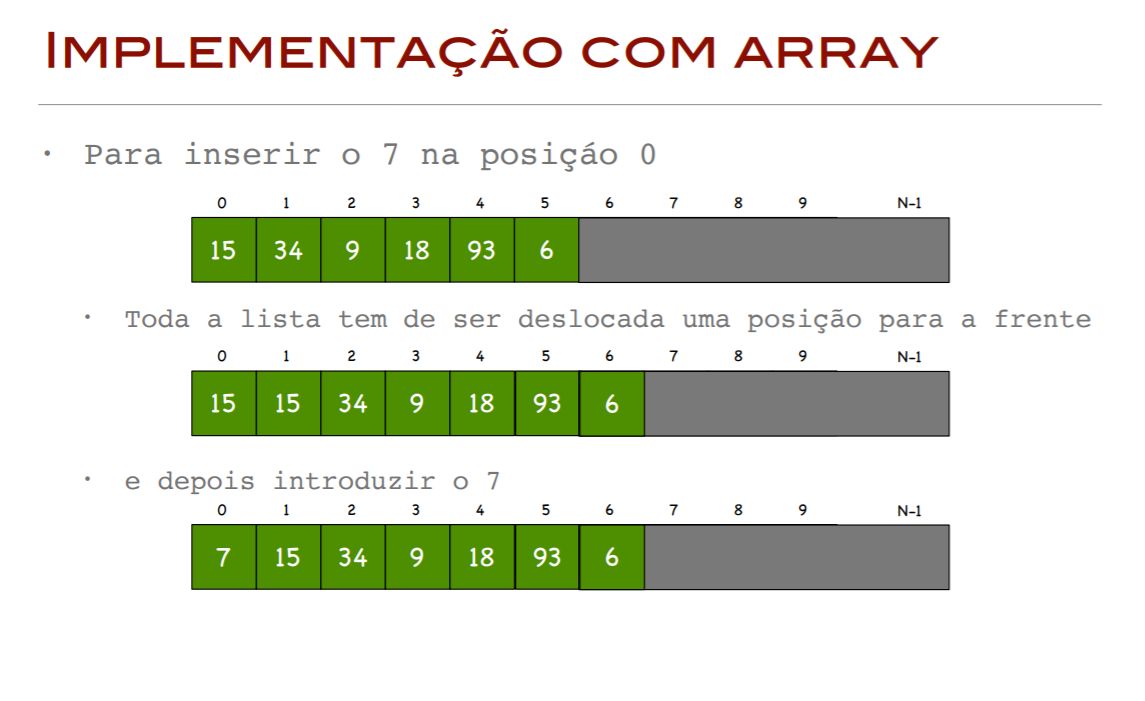 IMPLEMENTAÇÃO COM ARRAY
• Para inserir o 7 na posiçáo 0
0 1 2 3 4 5 6 7 8 9 N-1
15 34 9 18 93 6
• Toda a lista tem de ser deslocada uma posição para a frente
0 1 2 3 4 5 6 7 8 9 N-1
15 15 34 9 18 93 6
• e depois introduzir o 7
0 1 2 3 4 5 6 7 8 9 N-1
7 15 34 9 18 93 6